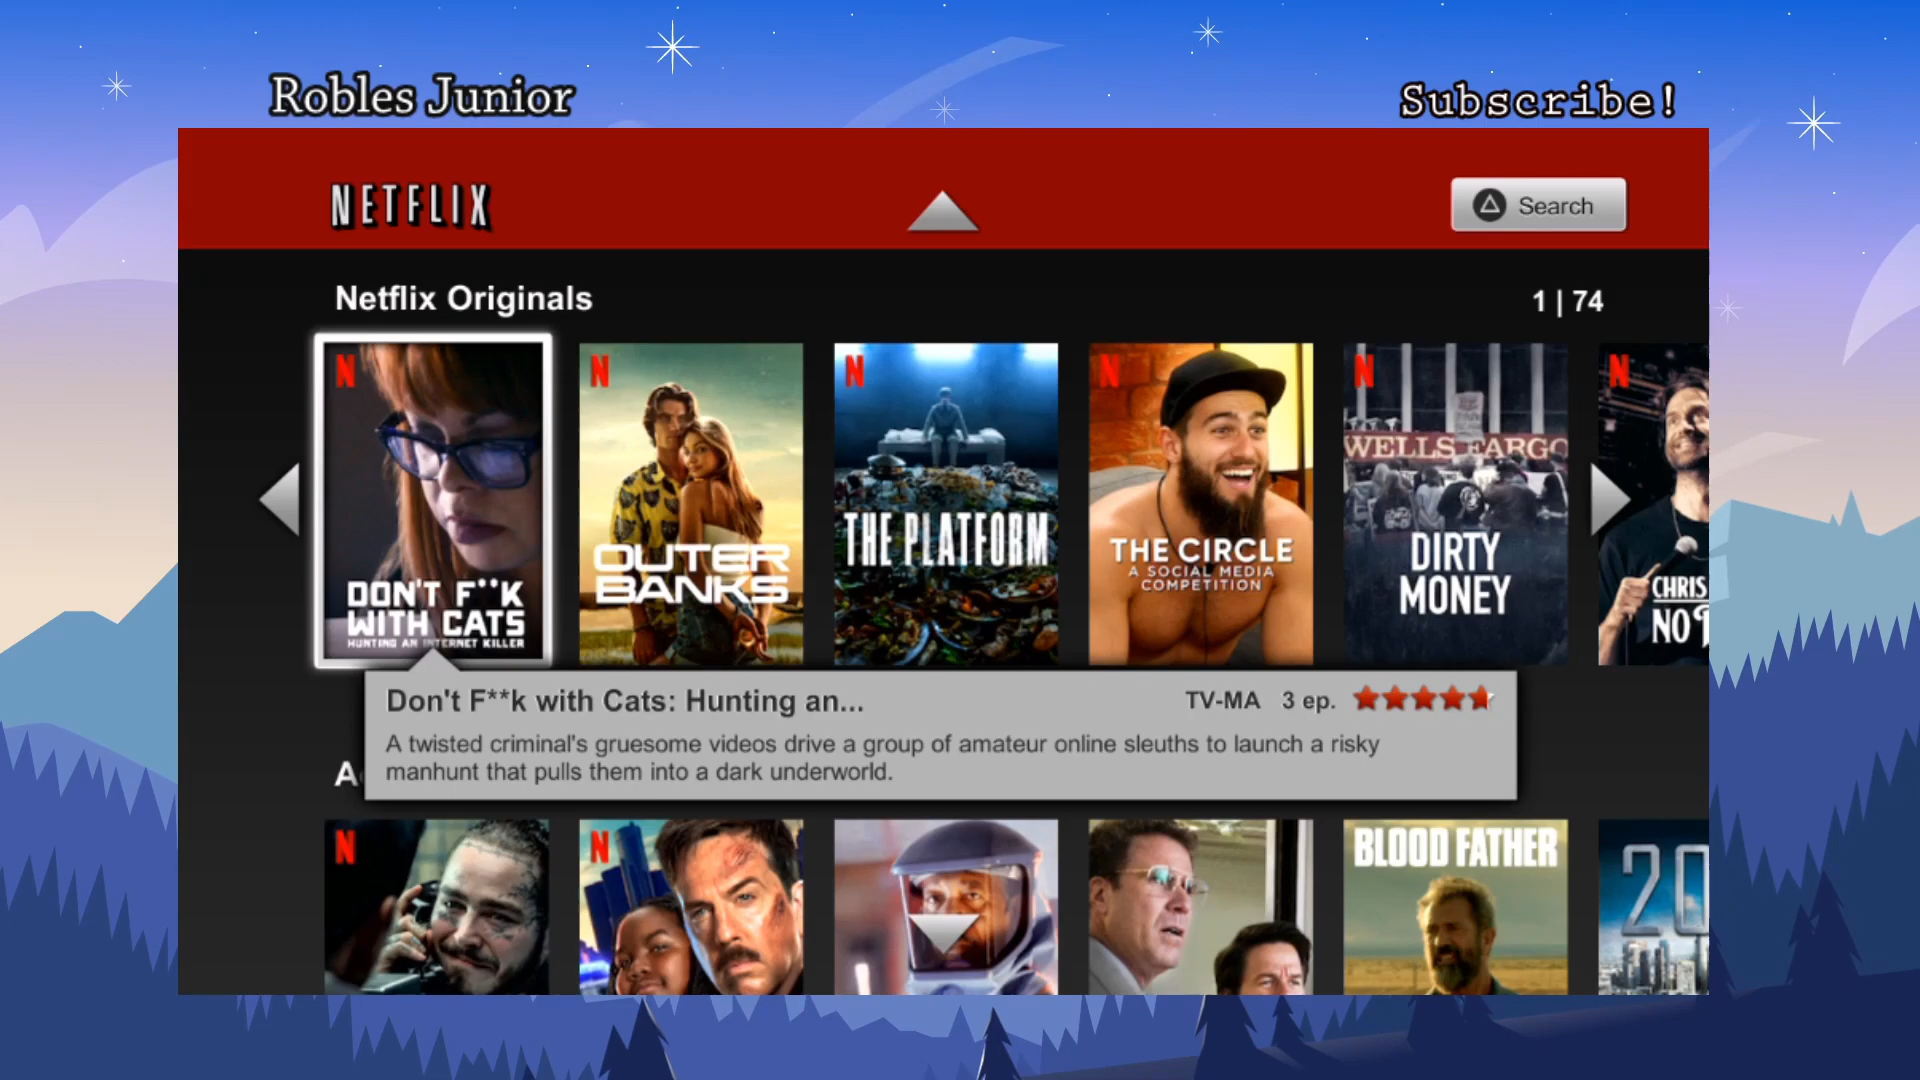 Robles Junior
Subscribe!
NETFLIX
Search
Netflix Originals
1 | 74
N
N
N
N
N
N
DON'T F**K
WITH CATS
HUNTING AN INTERNET KILLER
OUTER
BANKS
THE PLATFORM
THE CIRCLE
A SOCIAL MEDIA
COMPETITION
WELLS FARGO
DIRTY
MONEY
CHRIS
NO
Don't F**k with Cats: Hunting an...
TV-MA 3 ep.
A twisted criminal's gruesome videos drive a group of amateur online sleuths to launch a risky
manhunt that pulls them into a dark underworld.
A
N
N
BLOOD FATHER
20